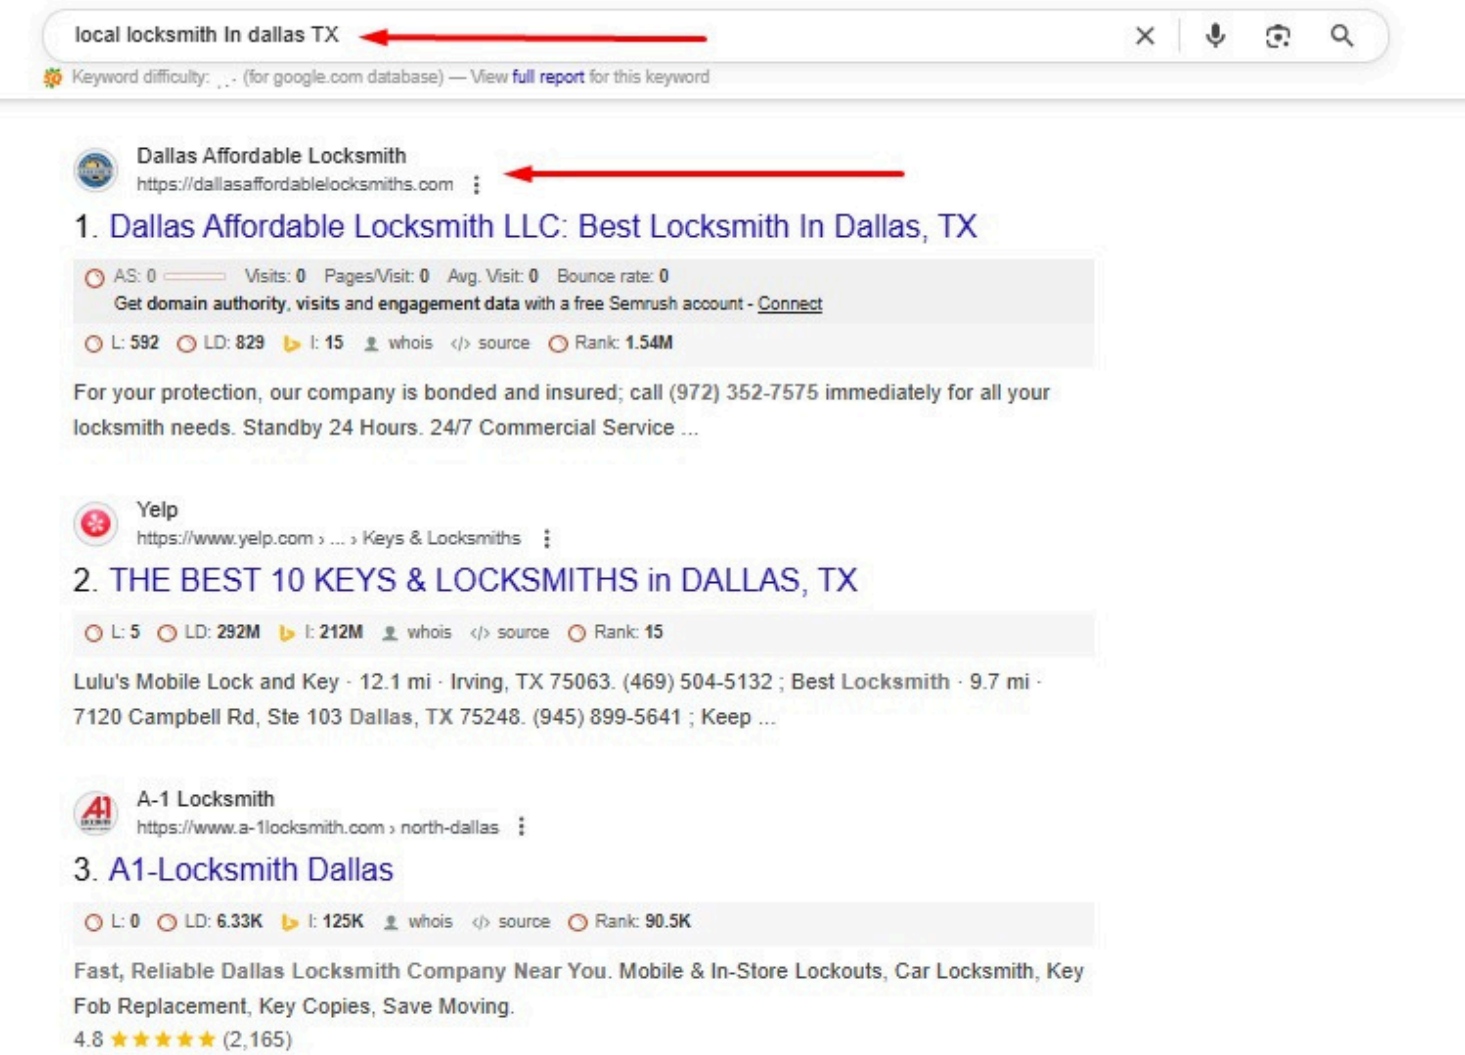 local locksmith In dallas TX
Keyword difficulty: (for google.com database) — View full report for this keyword
Dallas Affordable Locksmith
https://dallasaffordablelocksmiths.com
1. Dallas Affordable Locksmith LLC: Best Locksmith In Dallas, TX
AS: 0 Visits: 0 Pages/Visit: 0 Avg. Visit: 0 Bounce rate: 0
Get domain authority, visits and engagement data with a free Semrush account - Connect
L: 592 LD: 829 I: 15 whois </> source Rank: 1.54M
For your protection, our company is bonded and insured; call (972) 352-7575 immediately for all your
locksmith needs. Standby 24 Hours. 24/7 Commercial Service ...
Yelp
https://www.yelp.com › ... › Keys & Locksmiths
2. THE BEST 10 KEYS & LOCKSMITHS in DALLAS, TX
L: 5 LD: 292M I: 212M whois </> source Rank: 15
Lulu's Mobile Lock and Key · 12.1 mi · Irving, TX 75063. (469) 504-5132 ; Best Locksmith · 9.7 mi ·
7120 Campbell Rd, Ste 103 Dallas, TX 75248. (945) 899-5641 ; Keep ...
A1
A-1 Locksmith
https://www.a-1locksmith.com › north-dallas
3. A1-Locksmith Dallas
L: 0 LD: 6.33K I: 125K whois </> source Rank: 90.5K
Fast, Reliable Dallas Locksmith Company Near You. Mobile & In-Store Lockouts, Car Locksmith, Key
Fob Replacement, Key Copies, Save Moving.
4.8 ★★★★★ (2,165)